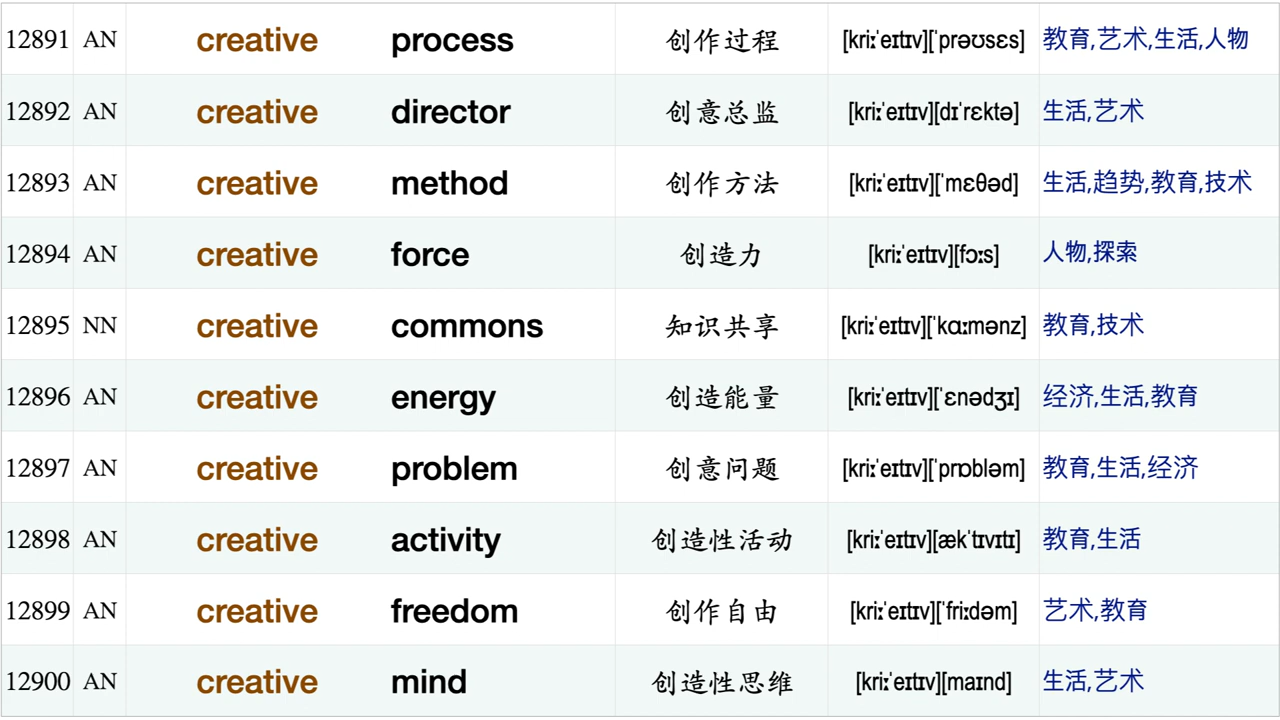 12891 AN creative process 创作过程 [kriːˈeɪtɪv][ˈprəʊsɛs] 教育,艺术,生活,人物
12892 AN creative director 创意总监 [kriːˈeɪtɪv][dɪˈrɛktə] 生活,艺术
12893 AN creative method 创作方法 [kriːˈeɪtɪv][ˈmɛθəd] 生活,趋势,教育,技术
12894 AN creative force 创造力 [kriːˈeɪtɪv][fɔːs] 人物,探索
12895 NN creative commons 知识共享 [kriːˈeɪtɪv][ˈkɑːmənz] 教育,技术
12896 AN creative energy 创造能量 [kriːˈeɪtɪv][ˈɛnədʒɪ] 经济,生活,教育
12897 AN creative problem 创意问题 [kriːˈeɪtɪv][ˈprɒbləm] 教育,生活,经济
12898 AN creative activity 创造性活动 [kriːˈeɪtɪv][ækˈtɪvɪtɪ] 教育,生活
12899 AN creative freedom 创作自由 [kriːˈeɪtɪv][ˈfriːdəm] 艺术,教育
12900 AN creative mind 创造性思维 [kriːˈeɪtɪv][maɪnd] 生活,艺术